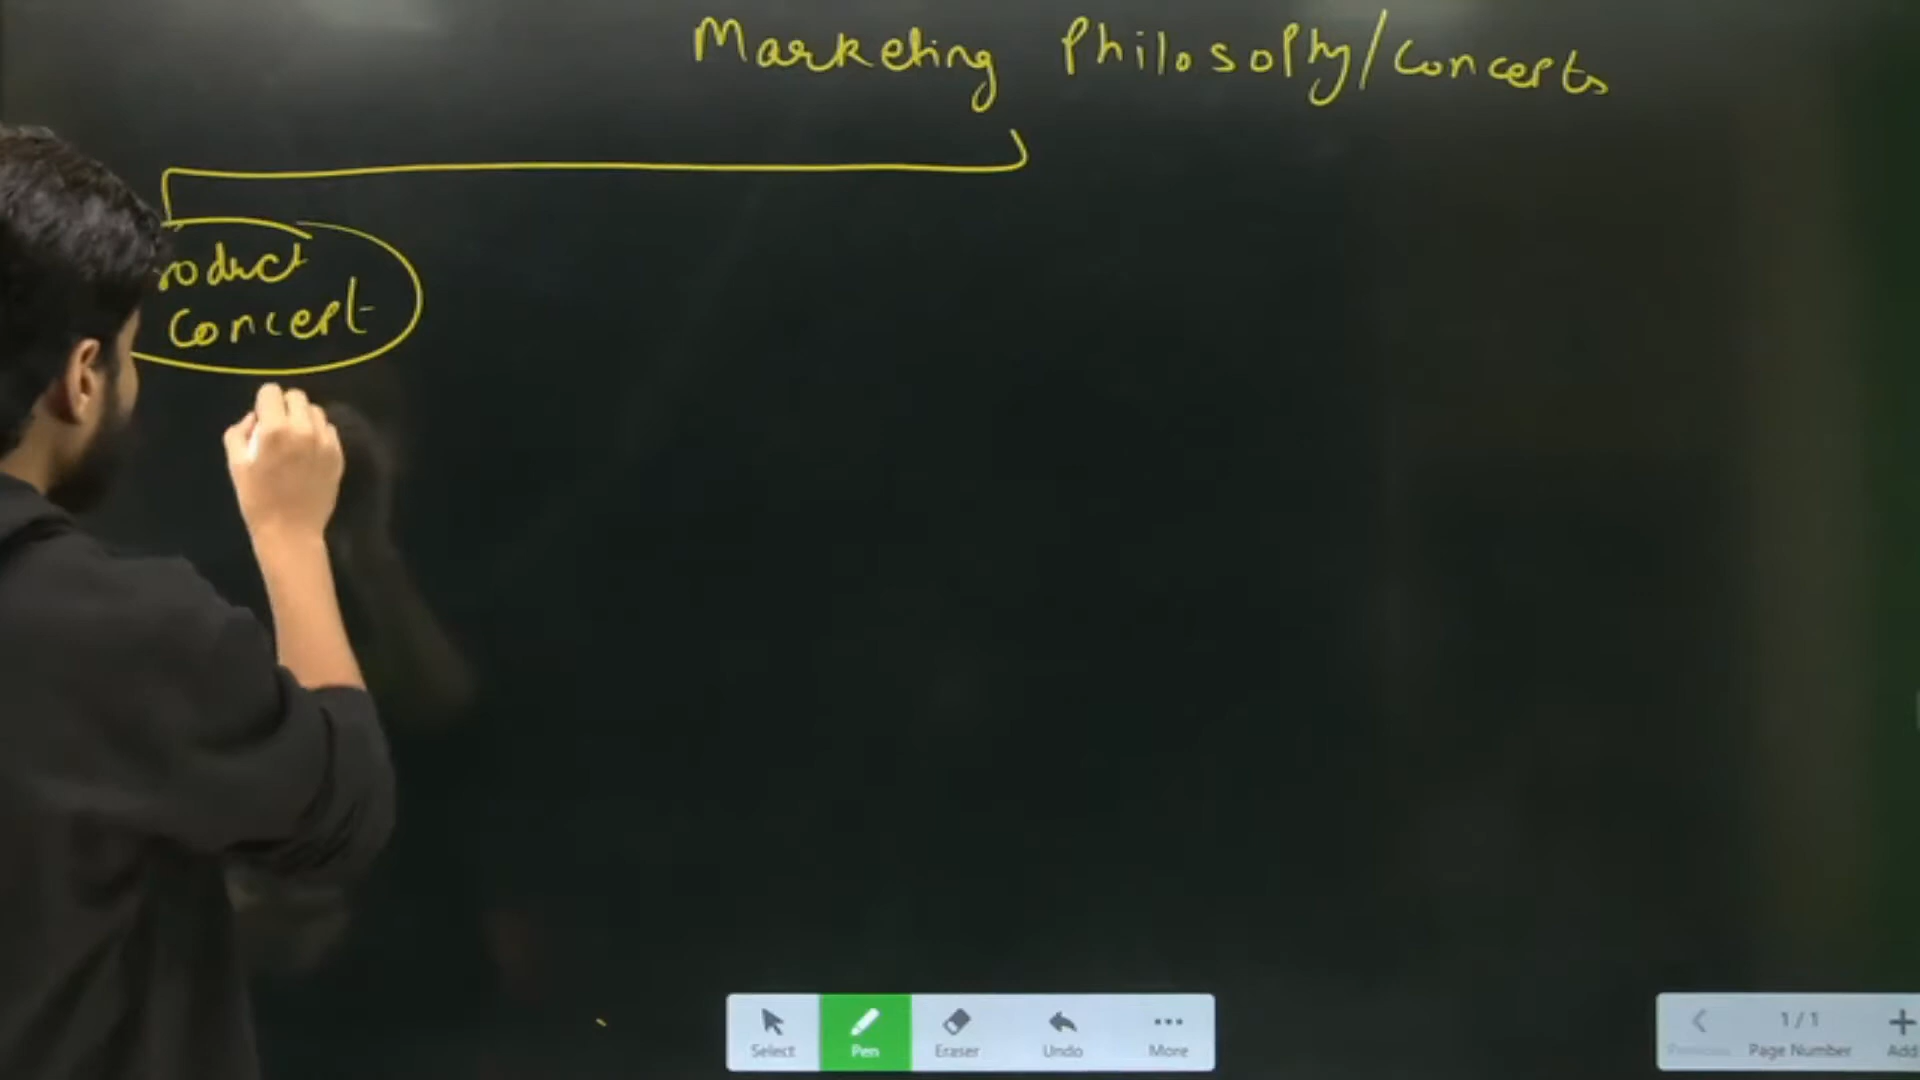 Marketing Philosophy/Concepts
roduct
Concept
Select
Pen
Eraser
Undo
More
1/1
Page Number
Add